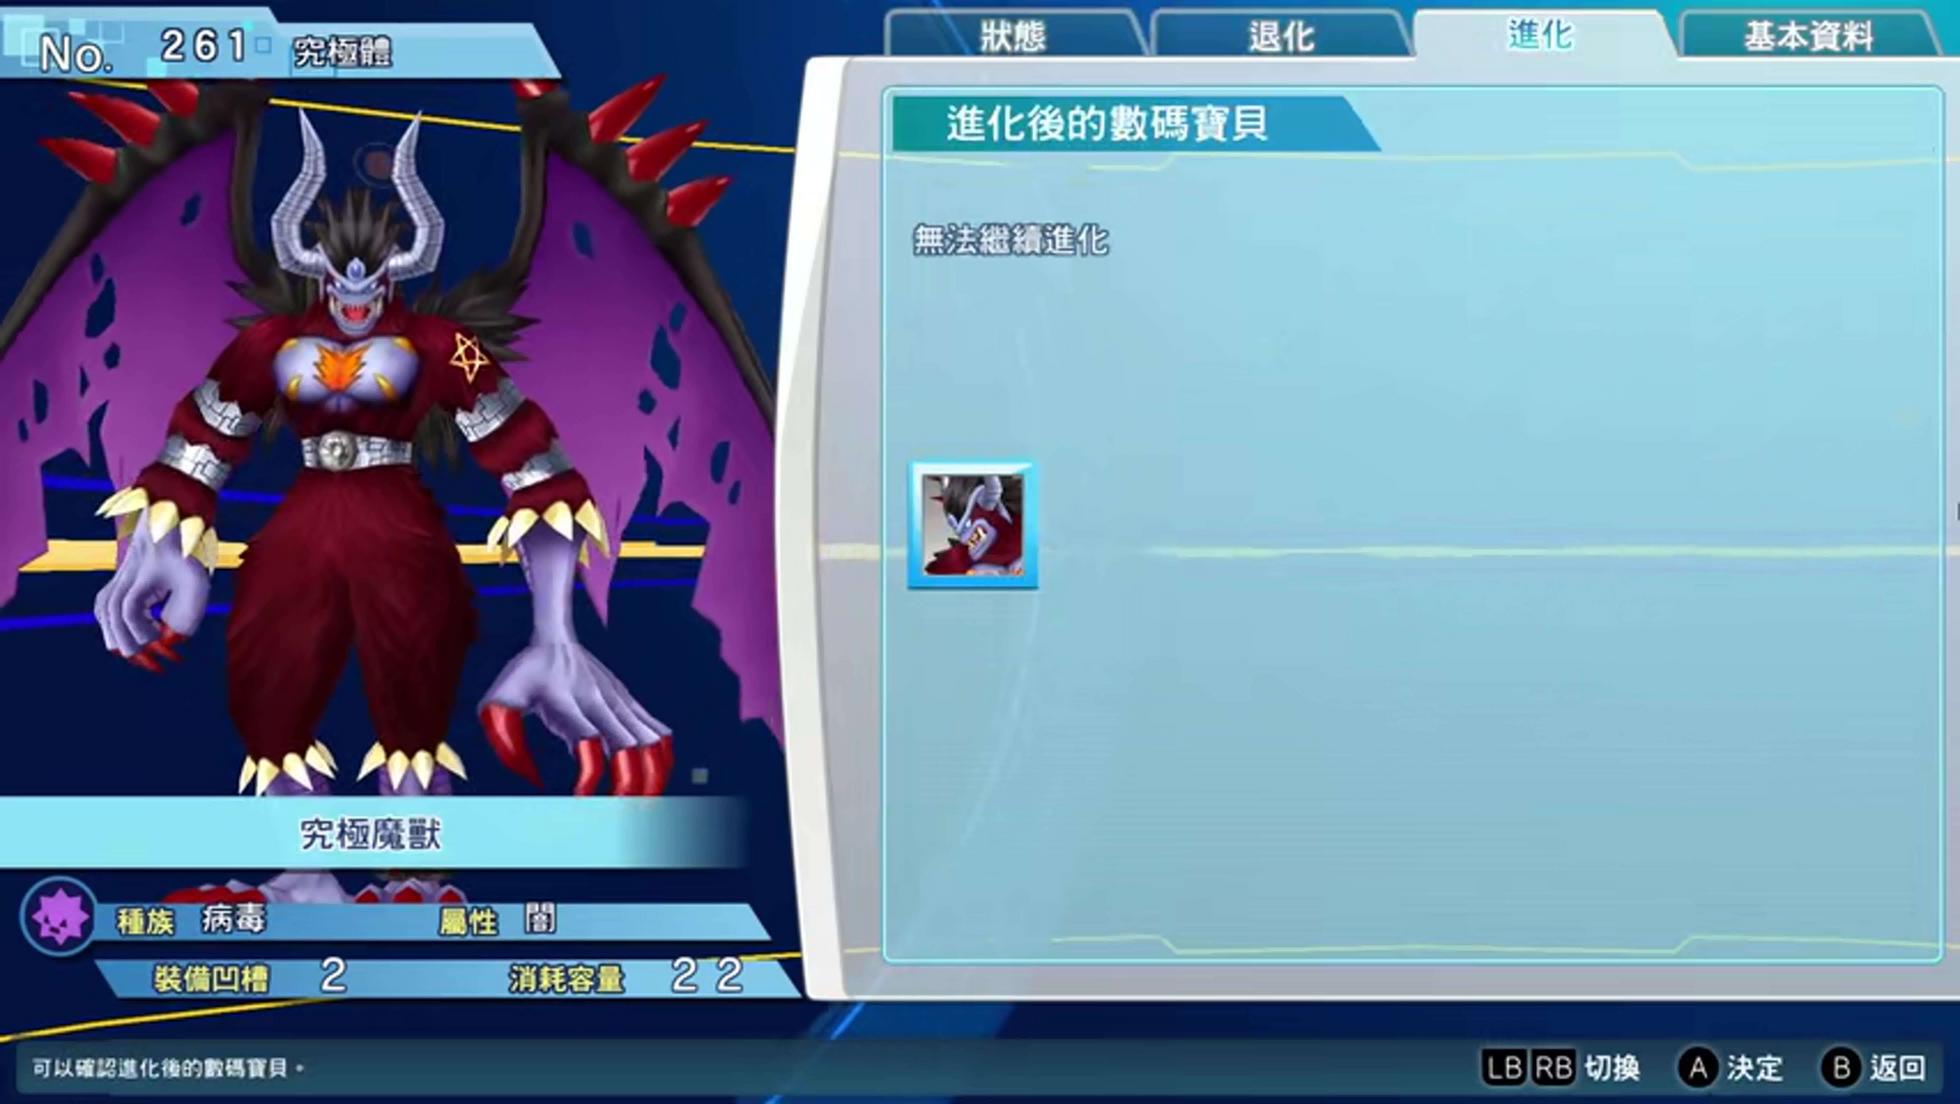 No. 261 究極體
狀態 退化 進化 基本資料
進化後的數碼寶貝
無法繼續進化
究極魔獸
種族 病毒 屬性 闇
裝備凹槽 2 消耗容量 22
可以確認進化後的數碼寶貝。
LB RB 切換 A 決定 B 返回